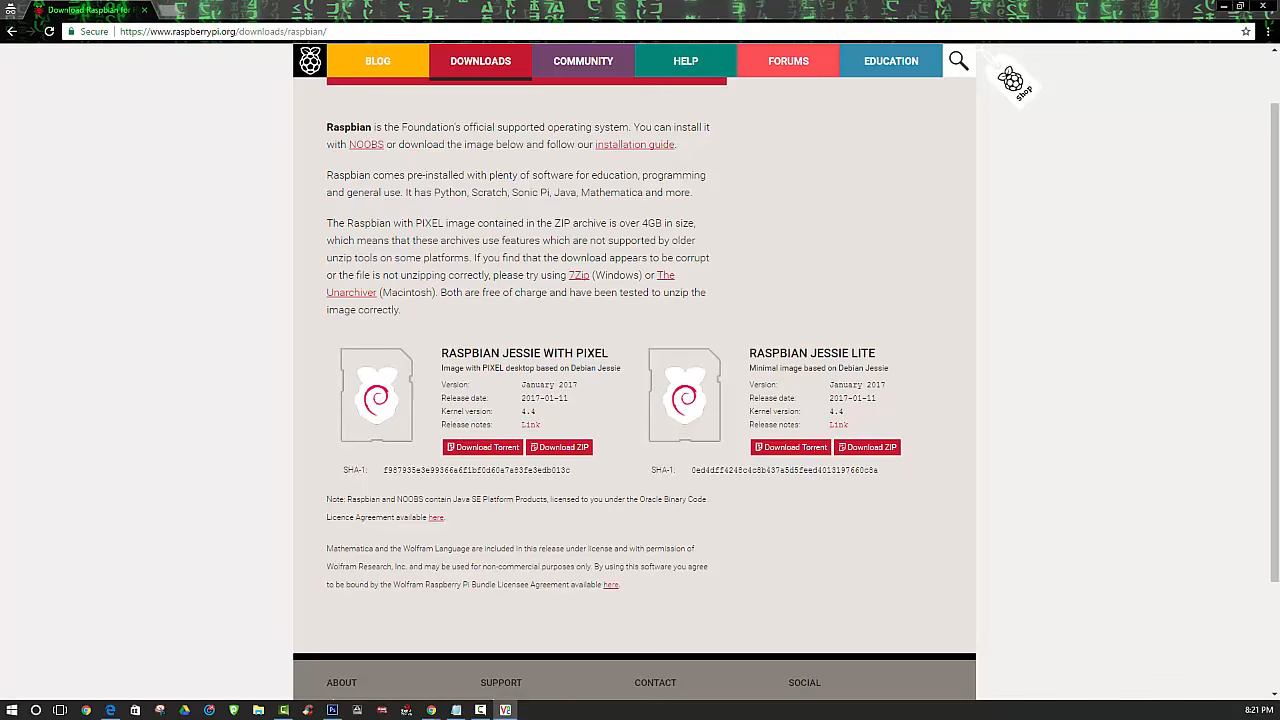 Download Raspbian for
Secure https://www.raspberrypi.org/downloads/raspbian/
BLOG DOWNLOADS COMMUNITY HELP FORUMS EDUCATION
Shop
Raspbian is the Foundation's official supported operating system. You can install it
with NOOBS or download the image below and follow our installation guide.
Raspbian comes pre-installed with plenty of software for education, programming
and general use. It has Python, Scratch, Sonic Pi, Java, Mathematica and more.
The Raspbian with PIXEL image contained in the ZIP archive is over 4GB in size,
which means that these archives use features which are not supported by older
unzip tools on some platforms. If you find that the download appears to be corrupt
or the file is not unzipping correctly, please try using 7Zip (Windows) or The
Unarchiver (Macintosh). Both are free of charge and have been tested to unzip the
image correctly.
RASPBIAN JESSIE WITH PIXEL
Image with PIXEL desktop based on Debian Jessie
Version: January 2017
Release date: 2017-01-11
Kernel version: 4.4
Release notes: Link
Download Torrent Download ZIP
SHA-1: f987935e3e99366a6f1bf0d60a7a83fe3edb013c
RASPBIAN JESSIE LITE
Minimal image based on Debian Jessie
Version: January 2017
Release date: 2017-01-11
Kernel version: 4.4
Release notes: Link
Download Torrent Download ZIP
SHA-1: 0ed4dff4248c4c8b437a5d5feed4013197660c8a
Note: Raspbian and NOOBS contain Java SE Platform Products, licensed to you under the Oracle Binary Code
Licence Agreement available here.
Mathematica and the Wolfram Language are included in this release under license and with permission of
Wolfram Research, Inc. and may be used for non-commercial purposes only. By using this software you agree
to be bound by the Wolfram Raspberry Pi Bundle License Agreement available here.
ABOUT SUPPORT CONTACT SOCIAL
8:21 PM